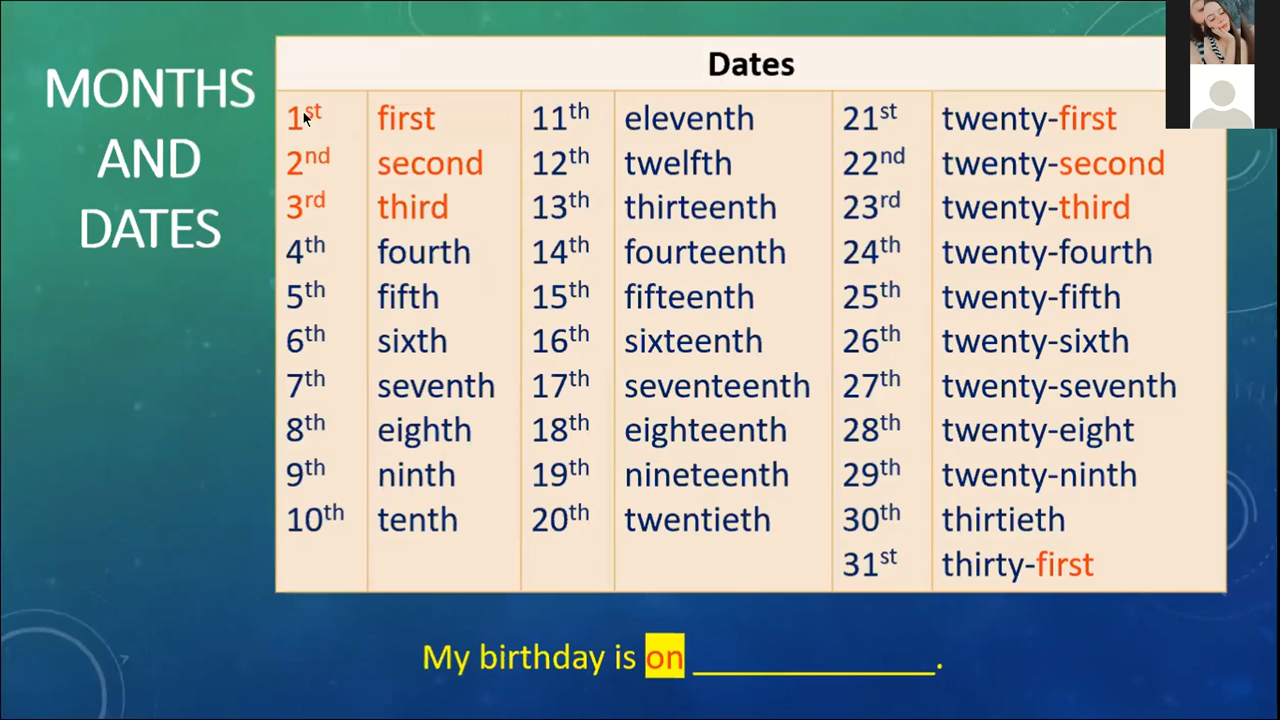 MONTHS
AND
DATES
Dates
1st first 11th eleventh 21st twenty-first
2nd second 12th twelfth 22nd twenty-second
3rd third 13th thirteenth 23rd twenty-third
4th fourth 14th fourteenth 24th twenty-fourth
5th fifth 15th fifteenth 25th twenty-fifth
6th sixth 16th sixteenth 26th twenty-sixth
7th seventh 17th seventeenth 27th twenty-seventh
8th eighth 18th eighteenth 28th twenty-eight
9th ninth 19th nineteenth 29th twenty-ninth
10th tenth 20th twentieth 30th thirtieth
31st thirty-first
My birthday is on _____________.